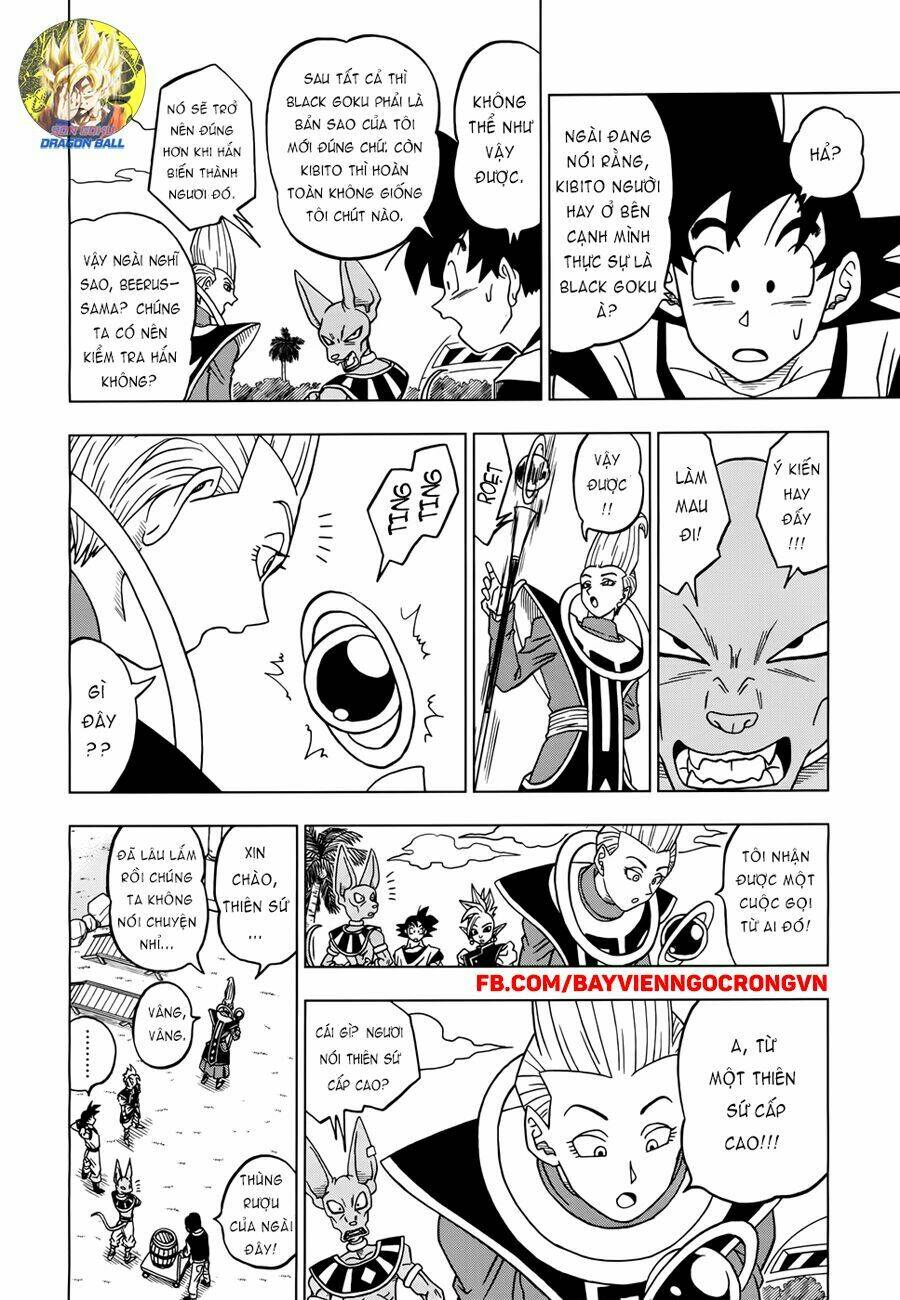 SON GOKU
DRAGON BALL
HẢ?
NGÀI ĐANG
NÓI RẰNG,
KIBITO NGƯỜI
HAY Ở BÊN
CẠNH MÌNH
THỰC SỰ LÀ
BLACK GOKU
À?
KHÔNG
THỂ NHƯ
VẬY
ĐƯỢC.
SAU TẤT CẢ THÌ
BLACK GOKU PHẢI LÀ
BẢN SAO CỦA TÔI
MỚI ĐÚNG CHỨ. CÒN
KIBITO THÌ HOÀN
TOÀN KHÔNG GIỐNG
TÔI CHÚT NÀO.
NÓ SẼ TRỞ
NÊN ĐÚNG
HƠN KHI HẮN
BIẾN THÀNH
NGƯƠI ĐÓ.
VẬY NGÀI NGHĨ
SAO, BEERUS-
SAMA? CHÚNG
TA CÓ NÊN
KIỂM TRA HẮN
KHÔNG?
Ý KIẾN
HAY
ĐẤY
!!!
LÀM
MAU
ĐI!
VẬY
ĐƯỢC
!!
ROẸT
TING
TING
GÌ
ĐÂY
??
TÔI NHẬN
ĐƯỢC MỘT
CUỘC GỌI
TỪ AI ĐÓ!
FB.COM/BAYVIENNGOCRONGVN
A, TỪ
MỘT THIÊN
SỨ CẤP
CAO!!!
CÁI GÌ? NGƯƠI
NÓI THIÊN SỨ
CẤP CAO?
XIN
CHÀO,
THIÊN SỨ
...
ĐÃ LÂU LẮM
RỒI CHÚNG
TA KHÔNG
NÓI CHUYỆN
NHỈ...
VÂNG,
VÂNG.
......
THÙNG
RƯỢU
CỦA NGÀI
ĐÂY!